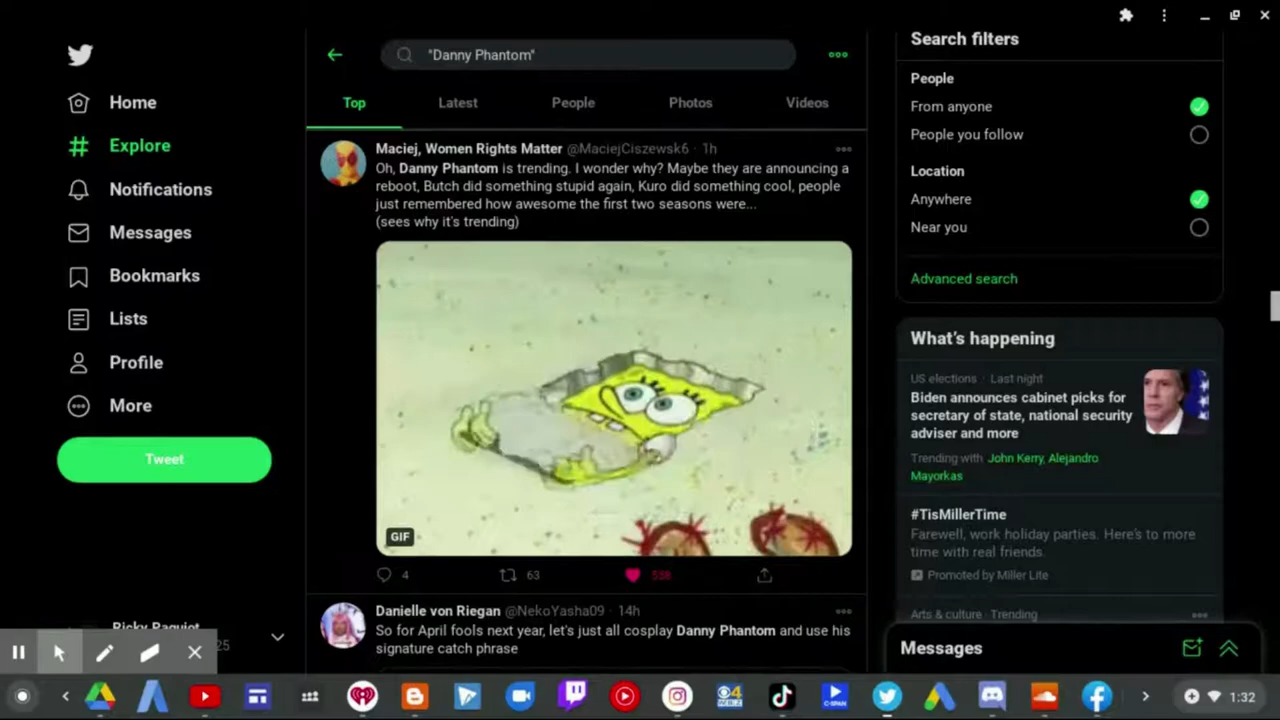 "Danny Phantom"
Home
Explore
Notifications
Messages
Bookmarks
Lists
Profile
More
Tweet
25
Top
Latest
People
Photos
Videos
Maciej, Women Rights Matter @MaciejCiszewsk6 · 1h
Oh, Danny Phantom is trending. I wonder why? Maybe they are announcing a
reboot, Butch did something stupid again, Kuro did something cool, people
just remembered how awesome the first two seasons were...
(sees why it's trending)
GIF
4
63
538
Danielle von Riegan @NekoYasha09 · 14h
So for April fools next year, let's just all cosplay Danny Phantom and use his
signature catch phrase
Search filters
People
From anyone
People you follow
Location
Anywhere
Near you
Advanced search
What's happening
US elections · Last night
Biden announces cabinet picks for
secretary of state, national security
adviser and more
Trending with John Kerry, Alejandro
Mayorkas
#TisMillerTime
Farewell, work holiday parties. Here's to more
time with real friends.
Promoted by Miller Lite
Arts & culture · Trending
Messages
1:32